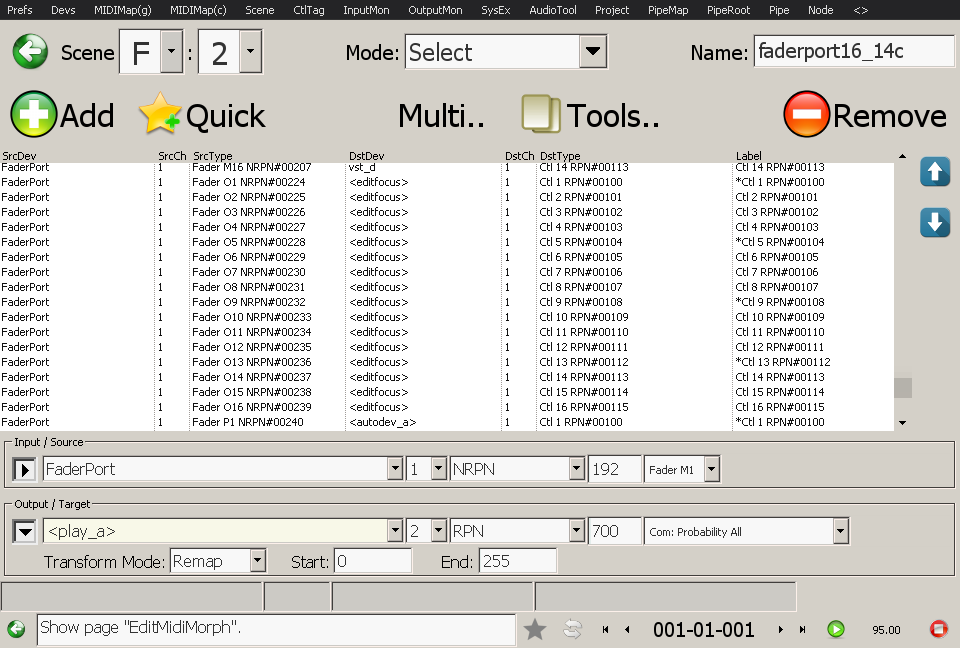 Prefs Devs MIDIMap(g) MIDIMap(c) Scene CtlTag InputMon OutputMon SysEx AudioTool Project PipeMap PipeRoot Pipe Node <>
Scene F : 2 Mode: Select Name: faderport16_14c
Add Quick Multi.. Tools.. Remove
SrcDev SrcCh SrcType DstDev DstCh DstType Label
FaderPort 1 Fader M16 NRPN#00207 vst_d 1 Ctl 14 RPN#00113 Ctl 14 RPN#00113
FaderPort 1 Fader O1 NRPN#00224 <editfocus> 1 Ctl 1 RPN#00100 *Ctl 1 RPN#00100
FaderPort 1 Fader O2 NRPN#00225 <editfocus> 1 Ctl 2 RPN#00101 Ctl 2 RPN#00101
FaderPort 1 Fader O3 NRPN#00226 <editfocus> 1 Ctl 3 RPN#00102 Ctl 3 RPN#00102
FaderPort 1 Fader O4 NRPN#00227 <editfocus> 1 Ctl 4 RPN#00103 Ctl 4 RPN#00103
FaderPort 1 Fader O5 NRPN#00228 <editfocus> 1 Ctl 5 RPN#00104 *Ctl 5 RPN#00104
FaderPort 1 Fader O6 NRPN#00229 <editfocus> 1 Ctl 6 RPN#00105 Ctl 6 RPN#00105
FaderPort 1 Fader O7 NRPN#00230 <editfocus> 1 Ctl 7 RPN#00106 Ctl 7 RPN#00106
FaderPort 1 Fader O8 NRPN#00231 <editfocus> 1 Ctl 8 RPN#00107 Ctl 8 RPN#00107
FaderPort 1 Fader O9 NRPN#00232 <editfocus> 1 Ctl 9 RPN#00108 *Ctl 9 RPN#00108
FaderPort 1 Fader O10 NRPN#00233 <editfocus> 1 Ctl 10 RPN#00109 Ctl 10 RPN#00109
FaderPort 1 Fader O11 NRPN#00234 <editfocus> 1 Ctl 11 RPN#00110 Ctl 11 RPN#00110
FaderPort 1 Fader O12 NRPN#00235 <editfocus> 1 Ctl 12 RPN#00111 Ctl 12 RPN#00111
FaderPort 1 Fader O13 NRPN#00236 <editfocus> 1 Ctl 13 RPN#00112 *Ctl 13 RPN#00112
FaderPort 1 Fader O14 NRPN#00237 <editfocus> 1 Ctl 14 RPN#00113 Ctl 14 RPN#00113
FaderPort 1 Fader O15 NRPN#00238 <editfocus> 1 Ctl 15 RPN#00114 Ctl 15 RPN#00114
FaderPort 1 Fader O16 NRPN#00239 <editfocus> 1 Ctl 16 RPN#00115 Ctl 16 RPN#00115
FaderPort 1 Fader P1 NRPN#00240 <autodev_a> 1 Ctl 1 RPN#00100 *Ctl 1 RPN#00100
Input / Source
FaderPort 1 NRPN 192 Fader M1
Output / Target
<play_a> 2 RPN 700 Com: Probability All
Transform Mode: Remap Start: 0 End: 255
Show page "EditMidiMorph". 001-01-001 95.00